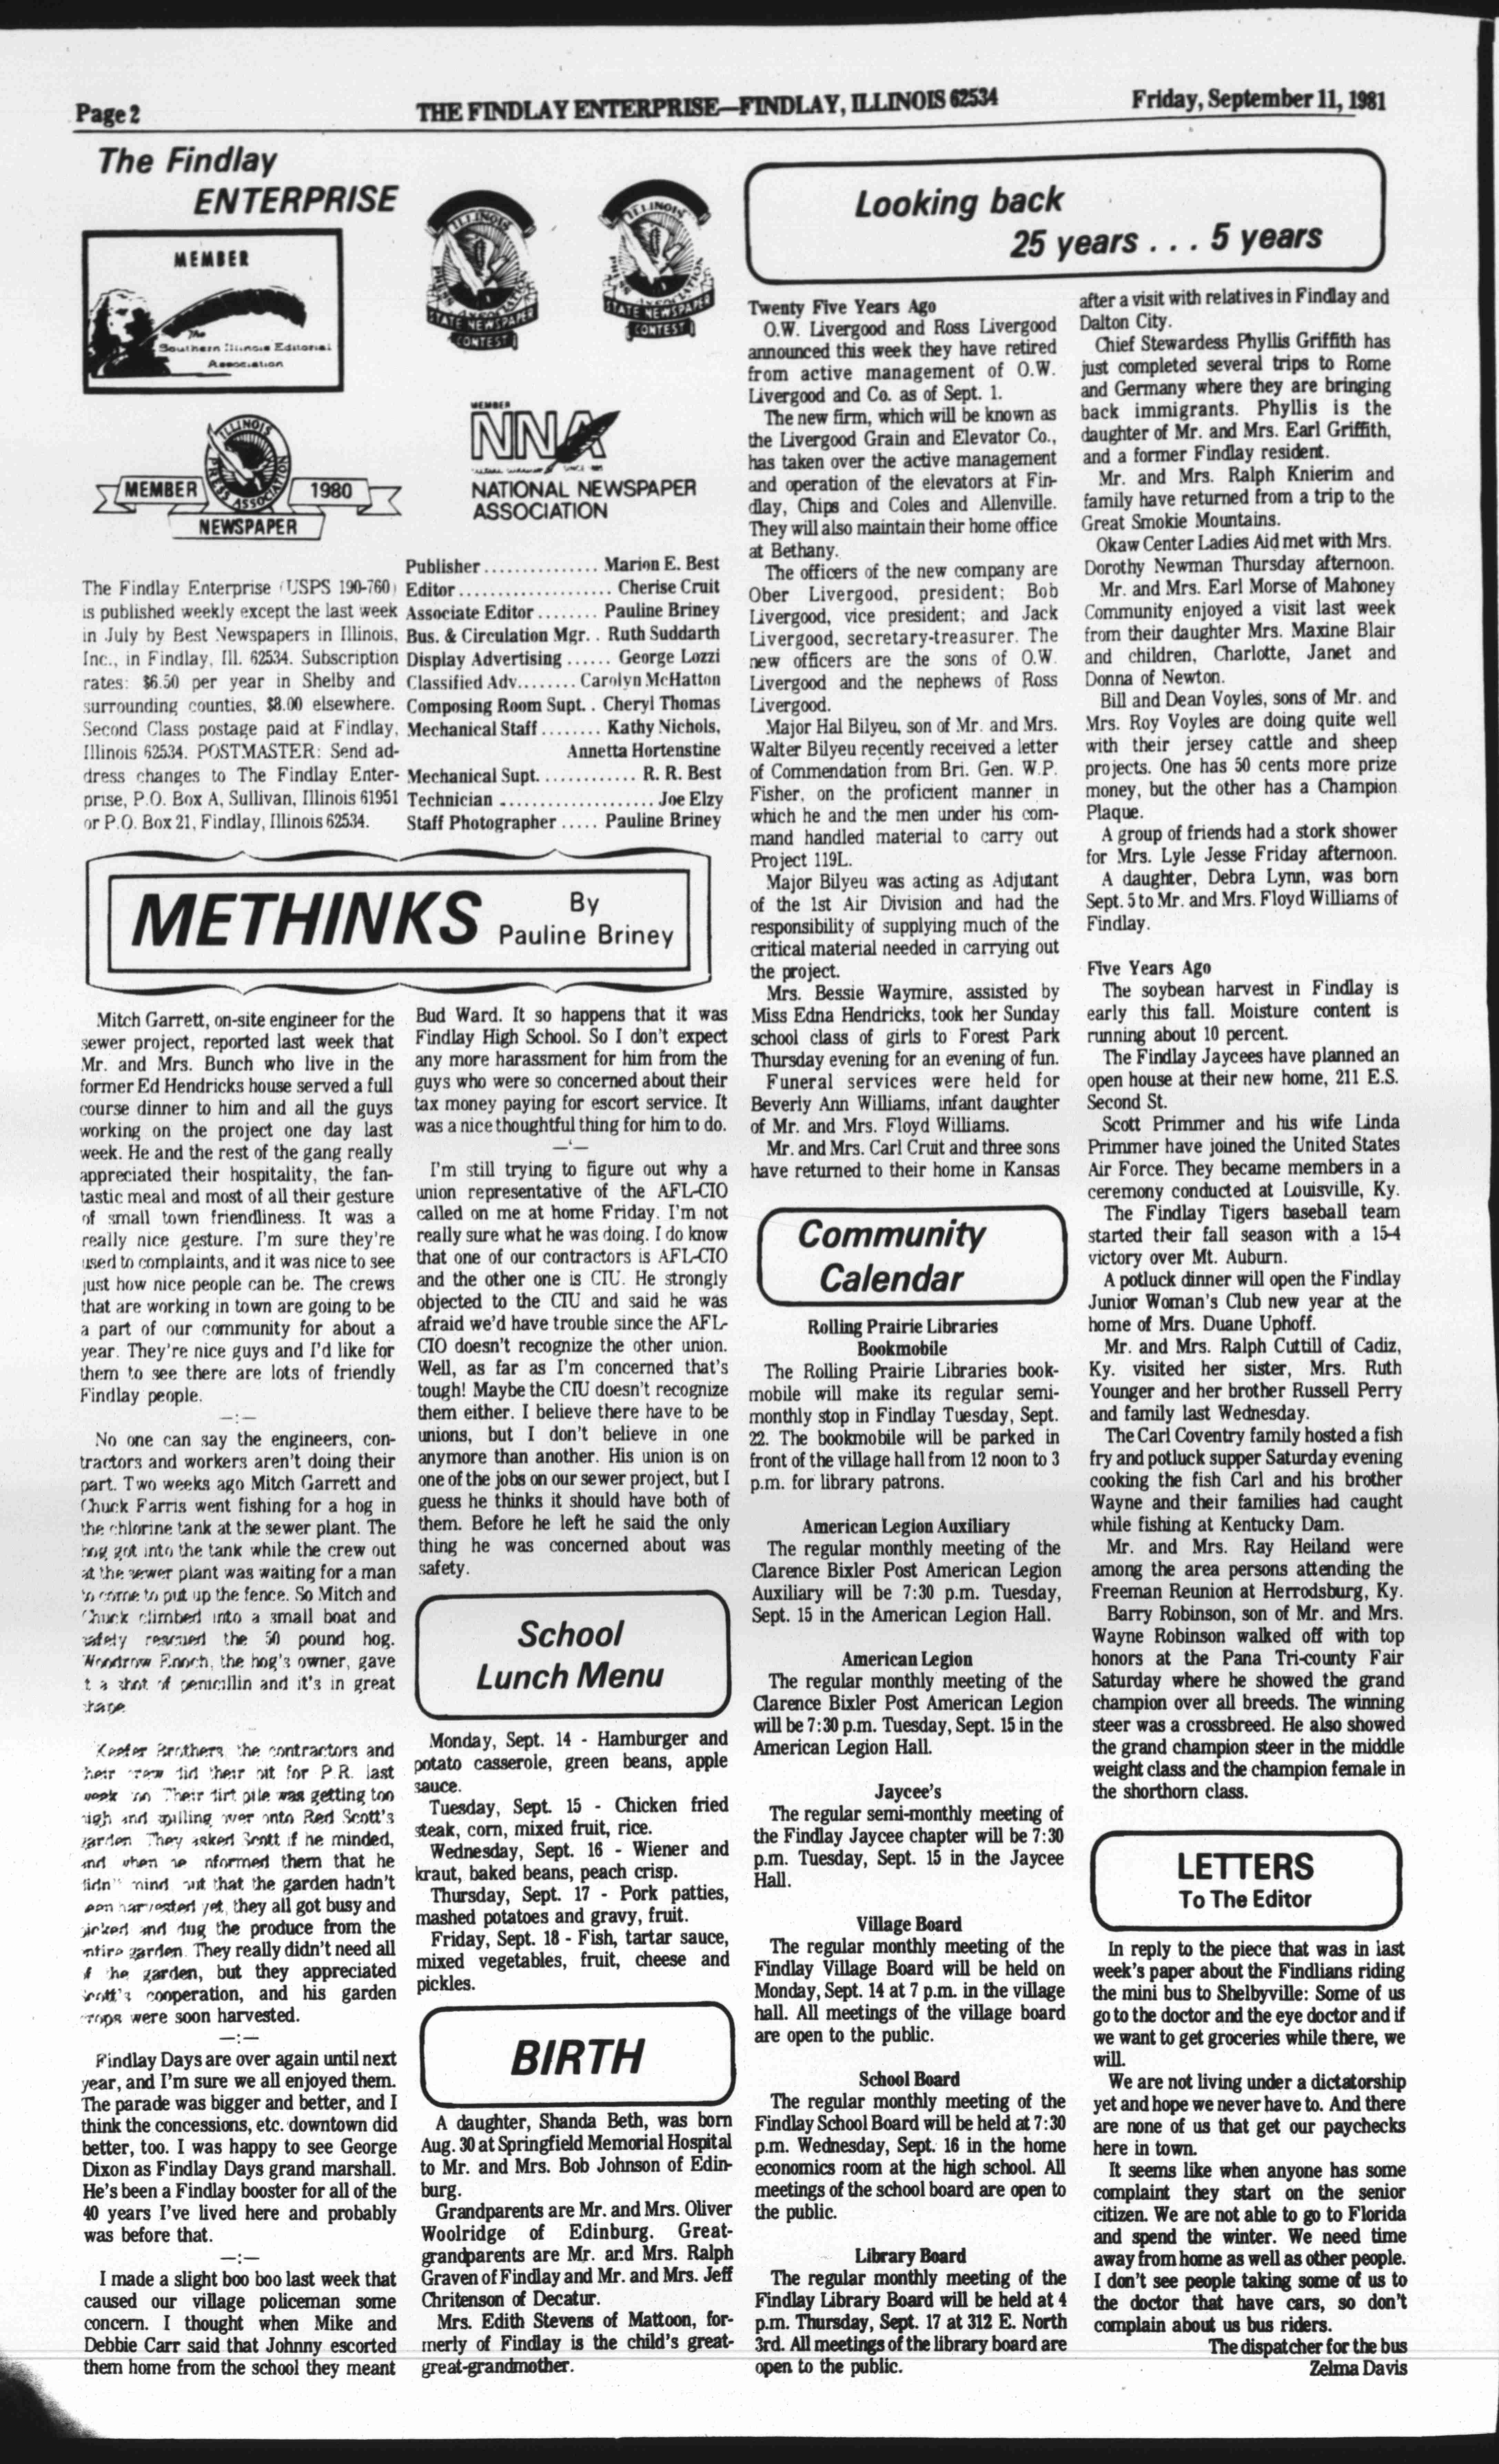 Page 2
THE FINDLAY ENTERPRISE—FINDLAY, ILLINOIS 62534
Friday, September 11, 1981
The Findlay
ENTERPRISE
MEMBER
The
Southern Illinois Editorial
Association
ILLINOIS
PRESS ASSOCIATION
STATE NEWSPAPER
CONTEST
ILLINOIS
PRESS ASSOCIATION
STATE NEWSPAPER
CONTEST
ILLINOIS
PRESS ASSOCIATION
MEMBER
1980
NEWSPAPER
MEMBER
NNA
NATIONAL NEWSPAPER
ASSOCIATION
The Findlay Enterprise (USPS 190-760)
is published weekly except the last week
in July by Best Newspapers in Illinois,
Inc., in Findlay, Ill. 62534. Subscription
rates: $6.50 per year in Shelby and
surrounding counties, $8.00 elsewhere.
Second Class postage paid at Findlay,
Illinois 62534. POSTMASTER: Send ad-
dress changes to The Findlay Enter-
prise, P.O. Box A, Sullivan, Illinois 61951
or P.O. Box 21, Findlay, Illinois 62534.
Publisher . . . . . . . . . . . . . . . Marion E. Best
Editor . . . . . . . . . . . . . . . . . . . . Cherise Cruit
Associate Editor . . . . . . . . Pauline Briney
Bus. & Circulation Mgr. . Ruth Suddarth
Display Advertising . . . . . . George Lozzi
Classified Adv. . . . . . . . Carolyn McHatton
Composing Room Supt. . Cheryl Thomas
Mechanical Staff . . . . . . . . Kathy Nichols,
Annetta Hortenstine
Mechanical Supt. . . . . . . . . . . . . R. R. Best
Technician . . . . . . . . . . . . . . . . . . . . Joe Elzy
Staff Photographer . . . . . Pauline Briney
METHINKS
By
Pauline Briney
Mitch Garrett, on-site engineer for the
sewer project, reported last week that
Mr. and Mrs. Bunch who live in the
former Ed Hendricks house served a full
course dinner to him and all the guys
working on the project one day last
week. He and the rest of the gang really
appreciated their hospitality, the fan-
tastic meal and most of all their gesture
of small town friendliness. It was a
really nice gesture. I'm sure they're
used to complaints, and it was nice to see
just how nice people can be. The crews
that are working in town are going to be
a part of our community for about a
year. They're nice guys and I'd like for
them to see there are lots of friendly
Findlay people.
—:—
No one can say the engineers, con-
tractors and workers aren't doing their
part. Two weeks ago Mitch Garrett and
Chuck Farris went fishing for a hog in
the chlorine tank at the sewer plant. The
hog got into the tank while the crew out
at the sewer plant was waiting for a man
to come to put up the fence. So Mitch and
Chuck climbed into a small boat and
safely rescued the 50 pound hog.
Woodrow Enoch, the hog's owner, gave
it a shot of penicillin and it's in great
shape.
Keefer Brothers, the contractors and
their crew did their bit for P.R. last
week too. Their dirt pile was getting too
high and spilling over onto Red Scott's
garden. They asked Scott if he minded,
and when he informed them that he
didn't mind but that the garden hadn't
been harvested yet, they all got busy and
picked and dug the produce from the
entire garden. They really didn't need all
of the garden, but they appreciated
Scott's cooperation, and his garden
crops were soon harvested.
—:—
Findlay Days are over again until next
year, and I'm sure we all enjoyed them.
The parade was bigger and better, and I
think the concessions, etc. downtown did
better, too. I was happy to see George
Dixon as Findlay Days grand marshall.
He's been a Findlay booster for all of the
40 years I've lived here and probably
was before that.
—:—
I made a slight boo boo last week that
caused our village policeman some
concern. I thought when Mike and
Debbie Carr said that Johnny escorted
them home from the school they meant
Bud Ward. It so happens that it was
Findlay High School. So I don't expect
any more harassment for him from the
guys who were so concerned about their
tax money paying for escort service. It
was a nice thoughtful thing for him to do.
—:—
I'm still trying to figure out why a
union representative of the AFL-CIO
called on me at home Friday. I'm not
really sure what he was doing. I do know
that one of our contractors is AFL-CIO
and the other one is CIU. He strongly
objected to the CIU and said he was
afraid we'd have trouble since the AFL-
CIO doesn't recognize the other union.
Well, as far as I'm concerned that's
tough! Maybe the CIU doesn't recognize
them either. I believe there have to be
unions, but I don't believe in one
anymore than another. His union is on
one of the jobs on our sewer project, but I
guess he thinks it should have both of
them. Before he left he said the only
thing he was concerned about was
safety.
School
Lunch Menu
Monday, Sept. 14 - Hamburger and
potato casserole, green beans, apple
sauce.
Tuesday, Sept. 15 - Chicken fried
steak, corn, mixed fruit, rice.
Wednesday, Sept. 16 - Wiener and
kraut, baked beans, peach crisp.
Thursday, Sept. 17 - Pork patties,
mashed potatoes and gravy, fruit.
Friday, Sept. 18 - Fish, tartar sauce,
mixed vegetables, fruit, cheese and
pickles.
BIRTH
A daughter, Shanda Beth, was born
Aug. 30 at Springfield Memorial Hospital
to Mr. and Mrs. Bob Johnson of Edin-
burg.
Grandparents are Mr. and Mrs. Oliver
Woolridge of Edinburg. Great-
grandparents are Mr. and Mrs. Ralph
Graven of Findlay and Mr. and Mrs. Jeff
Chritenson of Decatur.
Mrs. Edith Stevens of Mattoon, for-
merly of Findlay is the child's great-
great-grandmother.
Looking back
25 years . . . 5 years
Twenty Five Years Ago
O.W. Livergood and Ross Livergood
announced this week they have retired
from active management of O.W.
Livergood and Co. as of Sept. 1.
The new firm, which will be known as
the Livergood Grain and Elevator Co.,
has taken over the active management
and operation of the elevators at Fin-
dlay, Chips and Coles and Allenville.
They will also maintain their home office
at Bethany.
The officers of the new company are
Ober Livergood, president; Bob
Livergood, vice president; and Jack
Livergood, secretary-treasurer. The
new officers are the sons of O.W.
Livergood and the nephews of Ross
Livergood.
Major Hal Bilyeu, son of Mr. and Mrs.
Walter Bilyeu recently received a letter
of Commendation from Bri. Gen. W.P.
Fisher, on the proficient manner in
which he and the men under his com-
mand handled material to carry out
Project 119L.
Major Bilyeu was acting as Adjutant
of the 1st Air Division and had the
responsibility of supplying much of the
critical material needed in carrying out
the project.
Mrs. Bessie Waymire, assisted by
Miss Edna Hendricks, took her Sunday
school class of girls to Forest Park
Thursday evening for an evening of fun.
Funeral services were held for
Beverly Ann Williams, infant daughter
of Mr. and Mrs. Floyd Williams.
Mr. and Mrs. Carl Cruit and three sons
have returned to their home in Kansas
after a visit with relatives in Findlay and
Dalton City.
Chief Stewardess Phyllis Griffith has
just completed several trips to Rome
and Germany where they are bringing
back immigrants. Phyllis is the
daughter of Mr. and Mrs. Earl Griffith,
and a former Findlay resident.
Mr. and Mrs. Ralph Knierim and
family have returned from a trip to the
Great Smokie Mountains.
Okaw Center Ladies Aid met with Mrs.
Dorothy Newman Thursday afternoon.
Mr. and Mrs. Earl Morse of Mahoney
Community enjoyed a visit last week
from their daughter Mrs. Maxine Blair
and children, Charlotte, Janet and
Donna of Newton.
Bill and Dean Voyles, sons of Mr. and
Mrs. Roy Voyles are doing quite well
with their jersey cattle and sheep
projects. One has 50 cents more prize
money, but the other has a Champion
Plaque.
A group of friends had a stork shower
for Mrs. Lyle Jesse Friday afternoon.
A daughter, Debra Lynn, was born
Sept. 5 to Mr. and Mrs. Floyd Williams of
Findlay.
Five Years Ago
The soybean harvest in Findlay is
early this fall. Moisture content is
running about 10 percent.
The Findlay Jaycees have planned an
open house at their new home, 211 E.S.
Second St.
Scott Primmer and his wife Linda
Primmer have joined the United States
Air Force. They became members in a
ceremony conducted at Louisville, Ky.
The Findlay Tigers baseball team
started their fall season with a 15-4
victory over Mt. Auburn.
A potluck dinner will open the Findlay
Junior Woman's Club new year at the
home of Mrs. Duane Uphoff.
Mr. and Mrs. Ralph Cuttill of Cadiz,
Ky. visited her sister, Mrs. Ruth
Younger and her brother Russell Perry
and family last Wednesday.
The Carl Coventry family hosted a fish
fry and potluck supper Saturday evening
cooking the fish Carl and his brother
Wayne and their families had caught
while fishing at Kentucky Dam.
Mr. and Mrs. Ray Heiland were
among the area persons attending the
Freeman Reunion at Herrodsburg, Ky.
Barry Robinson, son of Mr. and Mrs.
Wayne Robinson walked off with top
honors at the Pana Tri-county Fair
Saturday where he showed the grand
champion over all breeds. The winning
steer was a crossbreed. He also showed
the grand champion steer in the middle
weight class and the champion female in
the shorthorn class.
Community
Calendar
Rolling Prairie Libraries
Bookmobile
The Rolling Prairie Libraries book-
mobile will make its regular semi-
monthly stop in Findlay Tuesday, Sept.
22. The bookmobile will be parked in
front of the village hall from 12 noon to 3
p.m. for library patrons.
American Legion Auxiliary
The regular monthly meeting of the
Clarence Bixler Post American Legion
Auxiliary will be 7:30 p.m. Tuesday,
Sept. 15 in the American Legion Hall.
American Legion
The regular monthly meeting of the
Clarence Bixler Post American Legion
will be 7:30 p.m. Tuesday, Sept. 15 in the
American Legion Hall.
Jaycee's
The regular semi-monthly meeting of
the Findlay Jaycee chapter will be 7:30
p.m. Tuesday, Sept. 15 in the Jaycee
Hall.
Village Board
The regular monthly meeting of the
Findlay Village Board will be held on
Monday, Sept. 14 at 7 p.m. in the village
hall. All meetings of the village board
are open to the public.
School Board
The regular monthly meeting of the
Findlay School Board will be held at 7:30
p.m. Wednesday, Sept. 16 in the home
economics room at the high school. All
meetings of the school board are open to
the public.
Library Board
The regular monthly meeting of the
Findlay Library Board will be held at 4
p.m. Thursday, Sept. 17 at 312 E. North
3rd. All meetings of the library board are
open to the public.
LETTERS
To The Editor
In reply to the piece that was in last
week's paper about the Findlians riding
the mini bus to Shelbyville: Some of us
go to the doctor and the eye doctor and if
we want to get groceries while there, we
will.
We are not living under a dictatorship
yet and hope we never have to. And there
are none of us that get our paychecks
here in town.
It seems like when anyone has some
complaint they start on the senior
citizen. We are not able to go to Florida
and spend the winter. We need time
away from home as well as other people.
I don't see people taking some of us to
the doctor that have cars, so don't
complain about us bus riders.
The dispatcher for the bus
Zelma Davis